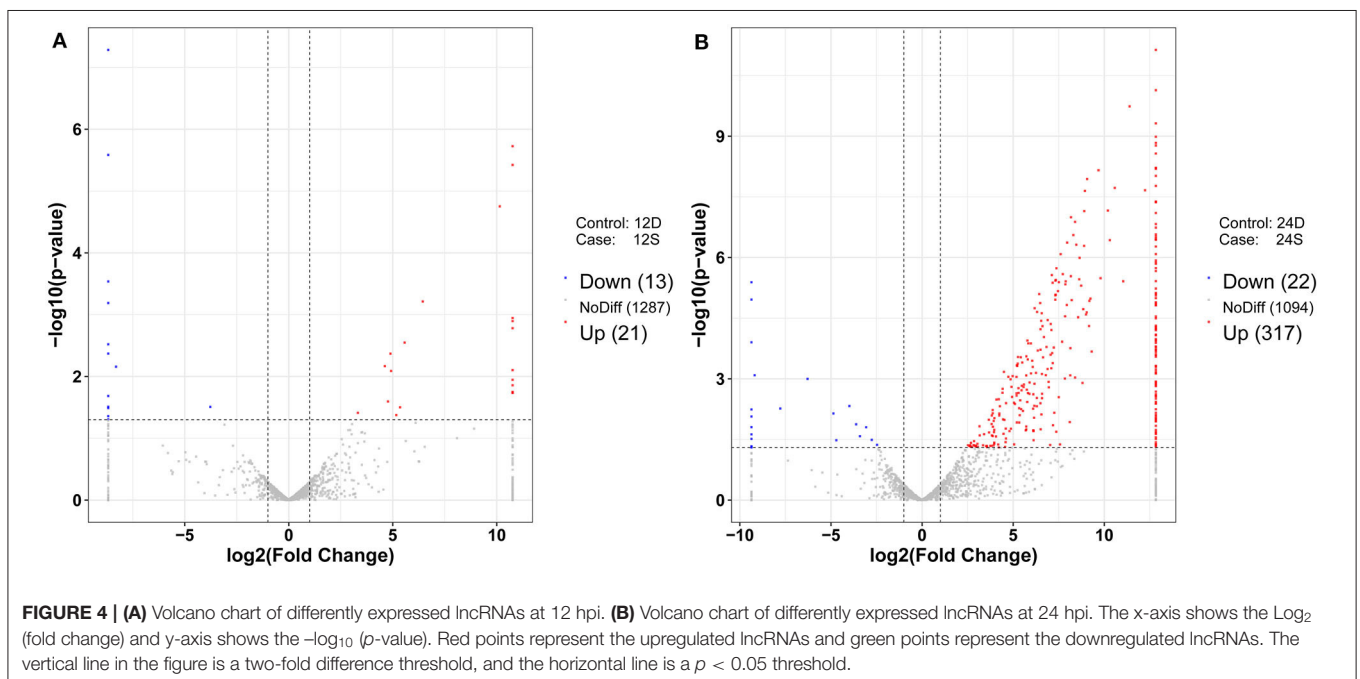 A
−log10(p−value)
6
4
2
0
−5
0
5
10
log2(Fold Change)
Control: 12D
Case: 12S
Down (13)
NoDiff (1287)
Up (21)
B
−log10(p−value)
9
6
3
0
−10
−5
0
5
10
log2(Fold Change)
Control: 24D
Case: 24S
Down (22)
NoDiff (1094)
Up (317)
FIGURE 4 | (A) Volcano chart of differently expressed lncRNAs at 12 hpi. (B) Volcano chart of differently expressed lncRNAs at 24 hpi. The x-axis shows the Log₂
(fold change) and y-axis shows the –log₁₀ (p-value). Red points represent the upregulated lncRNAs and green points represent the downregulated lncRNAs. The
vertical line in the figure is a two-fold difference threshold, and the horizontal line is a p < 0.05 threshold.